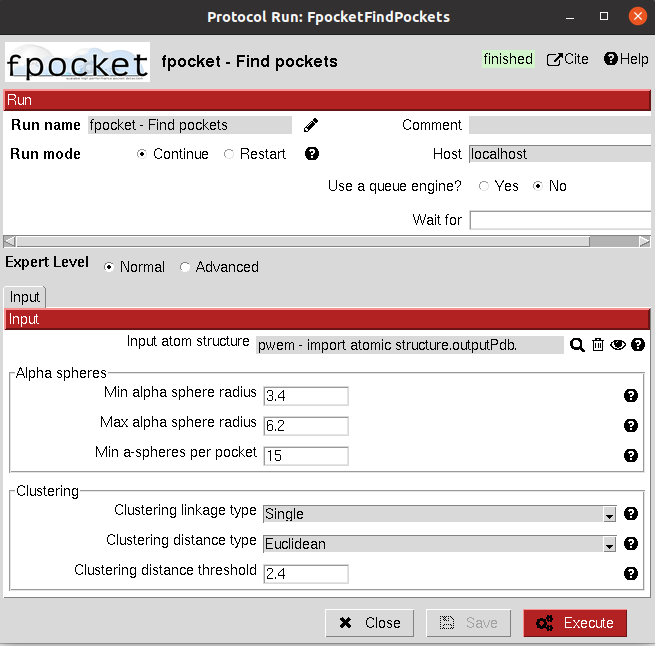 Protocol Run: FpocketFindPockets
fpocket
fpocket - Find pockets
finished
Cite
Help
Run
Run name fpocket - Find pockets Comment
Run mode Continue Restart Host localhost
Use a queue engine? Yes No
Wait for
Expert Level Normal Advanced
Input
Input
Input atom structure pwem - import atomic structure.outputPdb.
Alpha spheres
Min alpha sphere radius 3.4
Max alpha sphere radius 6.2
Min a-spheres per pocket 15
Clustering
Clustering linkage type Single
Clustering distance type Euclidean
Clustering distance threshold 2.4
Close Save Execute